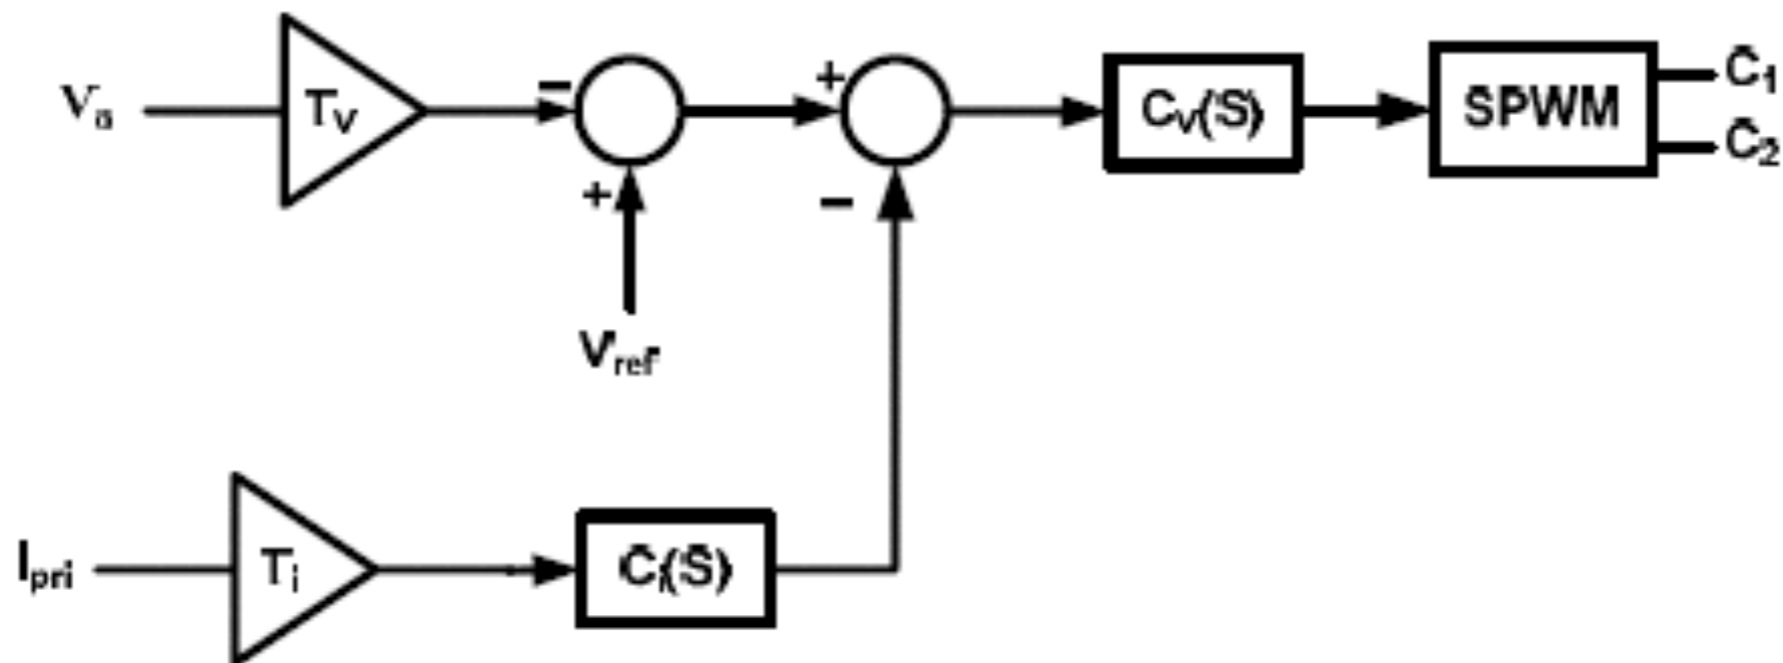 Vo
Tv
−
+
+
−
Vref
Cv(S)
SPWM
C1
C2
Ipri
Ti
Ci(S)